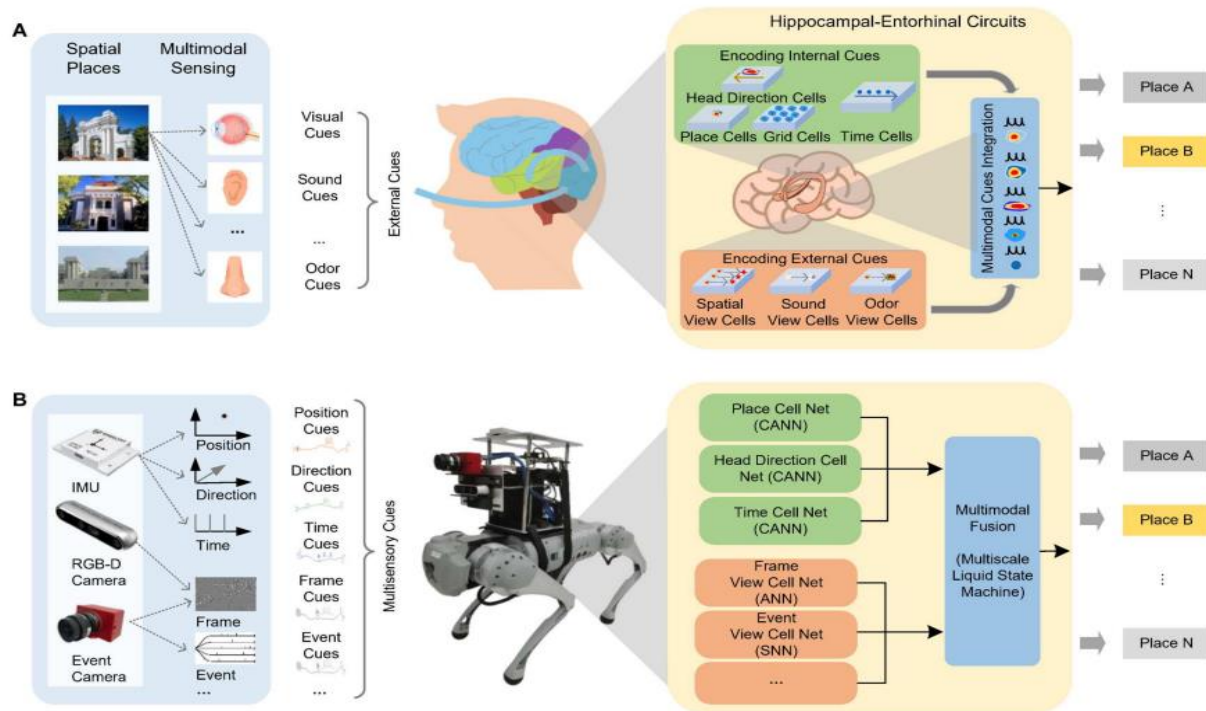 A
Spatial
Places
Multimodal
Sensing
...
Visual
Cues
Sound
Cues
...
Odor
Cues
External Cues
Hippocampal-Entorhinal Circuits
Encoding Internal Cues
Head Direction Cells
Place Cells
Grid Cells
Time Cells
Encoding External Cues
Spatial
View Cells
Sound
View Cells
Odor
View Cells
Multimodal Cues Integration
Place A
Place B
...
Place N
B
IMU
RGB-D
Camera
Event
Camera
Position
Direction
Time
Frame
Event
...
Position
Cues
Direction
Cues
Time
Cues
Frame
Cues
Event
Cues
...
Multisensory Cues
Place Cell Net
(CANN)
Head Direction Cell
Net (CANN)
Time Cell Net
(CANN)
Frame
View Cell Net
(ANN)
Event
View Cell Net
(SNN)
...
Multimodal
Fusion
(Multiscale
Liquid State
Machine)
Place A
Place B
...
Place N